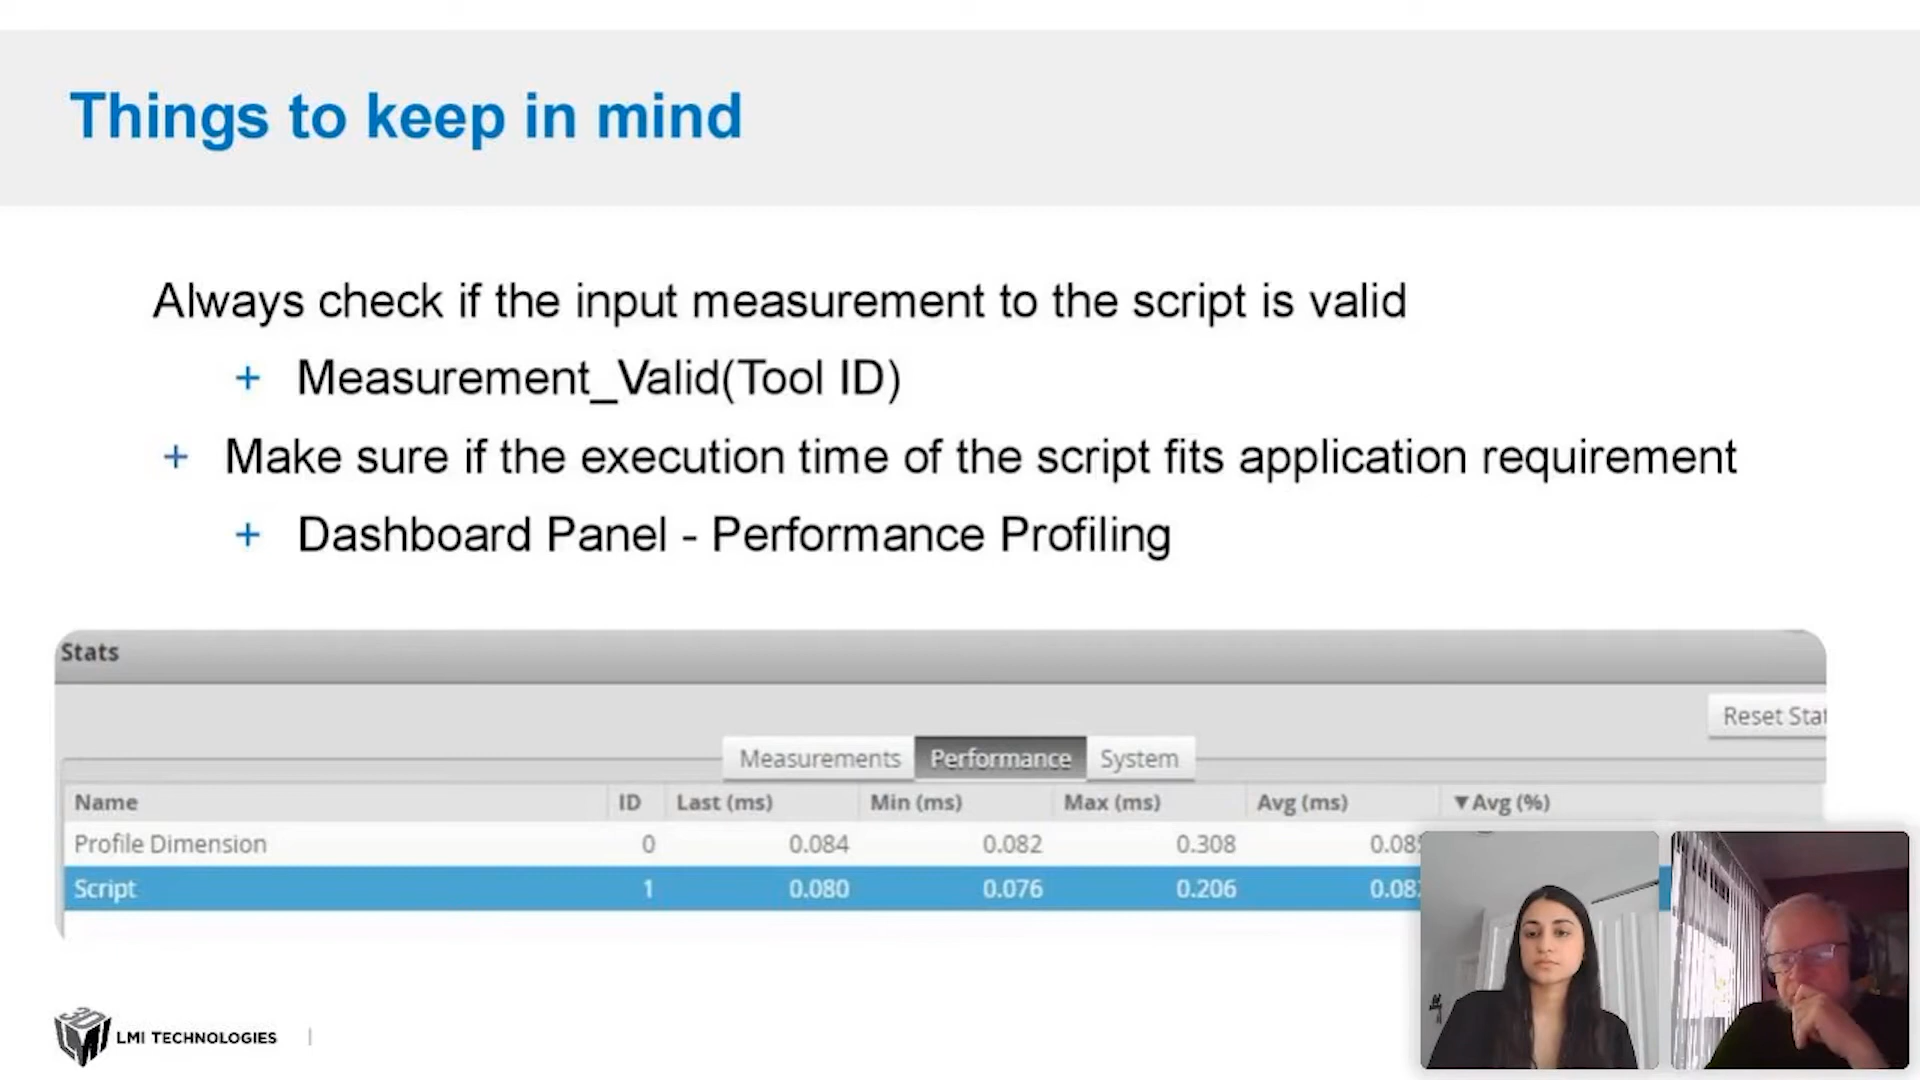 Things to keep in mind
Always check if the input measurement to the script is valid
+ Measurement_Valid(Tool ID)
+ Make sure if the execution time of the script fits application requirement
+ Dashboard Panel - Performance Profiling
Stats
Reset
Measurements Performance System
Name ID Last (ms) Min (ms) Max (ms) Avg (ms) ▼Avg (%)
Profile Dimension 0 0.084 0.082 0.308
Script 1 0.080 0.076 0.206
3D LMI TECHNOLOGIES |